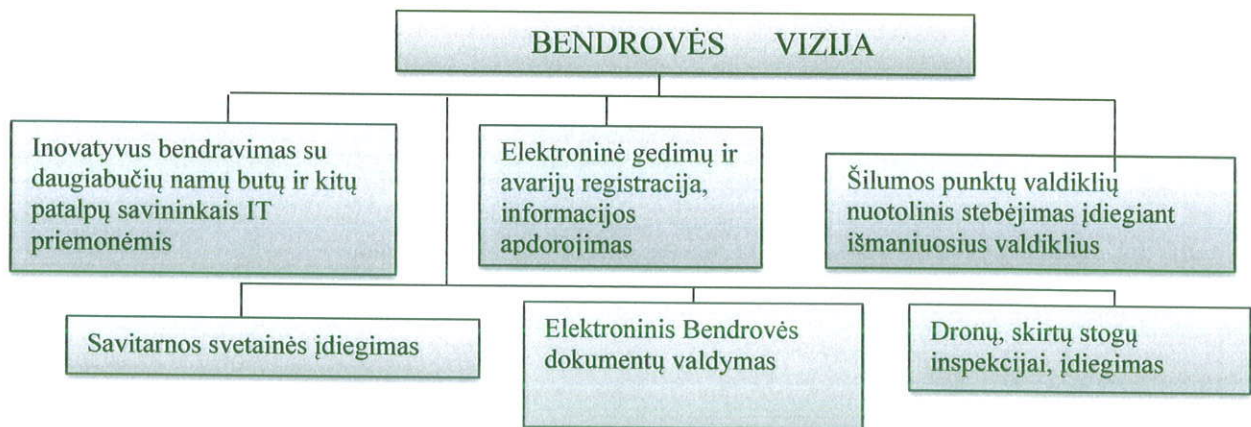 BENDROVĖS VIZIJA
Inovatyvus bendravimas su
daugiabučių namų butų ir kitų
patalpų savininkais IT
priemonėmis
Elektroninė gedimų ir
avarijų registracija,
informacijos
apdorojimas
Šilumos punktų valdiklių
nuotolinis stebėjimas įdiegiant
išmaniuosius valdiklius
Savitarnos svetainės įdiegimas
Elektroninis Bendrovės
dokumentų valdymas
Dronų, skirtų stogų
inspekcijai, įdiegimas